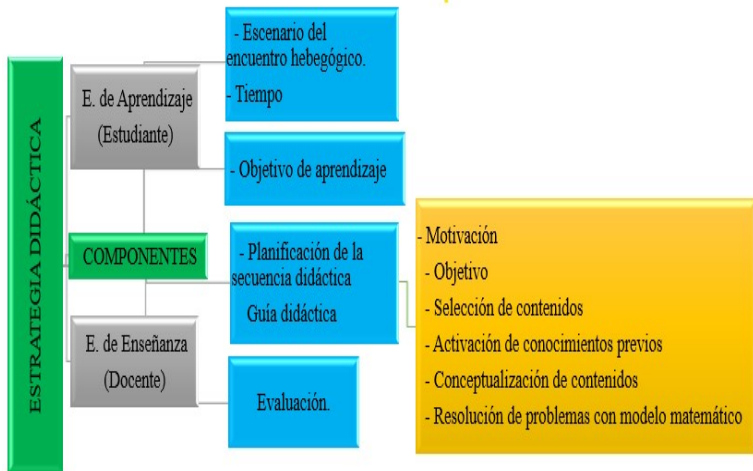 ESTRATEGIA DIDÁCTICA
E. de Aprendizaje
(Estudiante)
COMPONENTES
E. de Enseñanza
(Docente)
- Escenario del
encuentro hebegógico.
- Tiempo
- Objetivo de aprendizaje
- Planificación de la
secuencia didáctica
Guía didáctica
Evaluación.
- Motivación
- Objetivo
- Selección de contenidos
- Activación de conocimientos previos
- Conceptualización de contenidos
- Resolución de problemas con modelo matemático